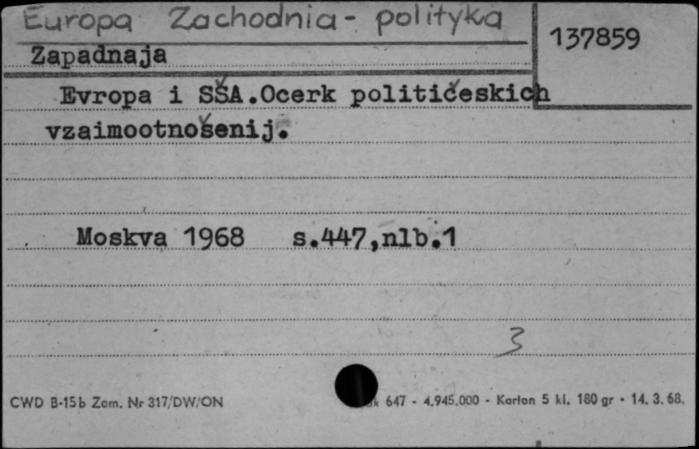 Europa Zachodnia - polityka
137859
Zapadnaja
Evropa i SŠA.Ocerk politićeskich
vzaimootnošenij.
Moskva 1968 s.447,nlb.1
3
CWD B-15b Zam. Nr 317/DW/ON
647 - 4.945.000 - Karton 5 kl. 180 gr - 14. 3. 68.